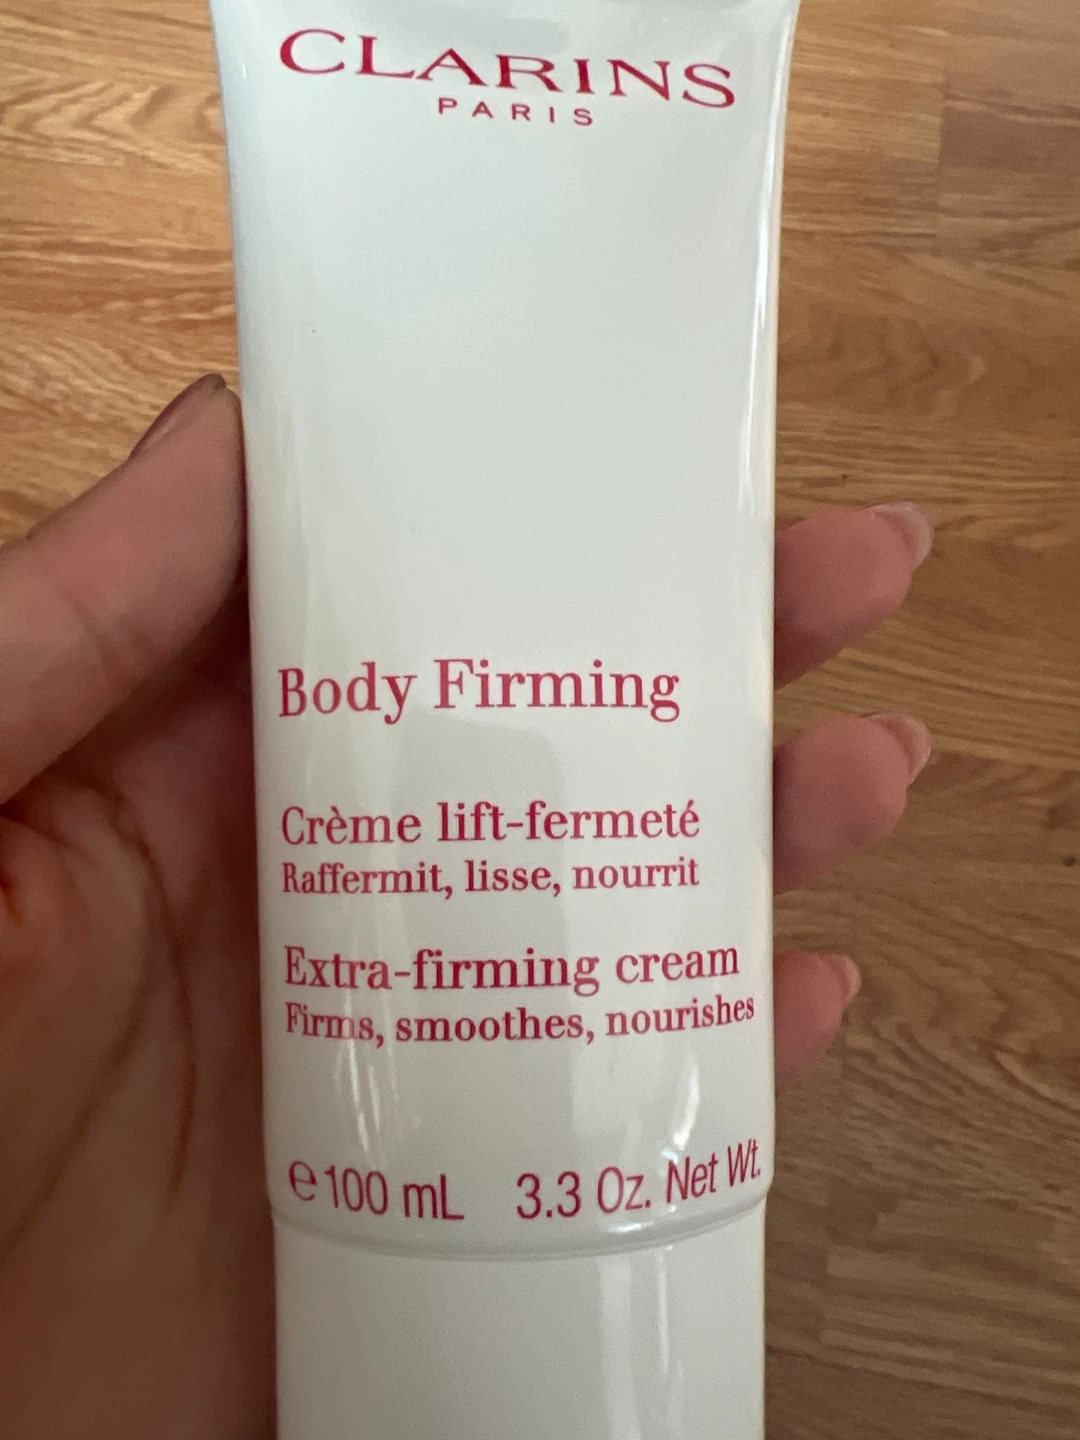 CLARINS
PARIS
Body Firming
Crème lift-fermeté
Raffermit, lisse, nourrit
Extra-firming cream
Firms, smoothes, nourishes
℮100 mL 3.3 Oz. Net Wt.